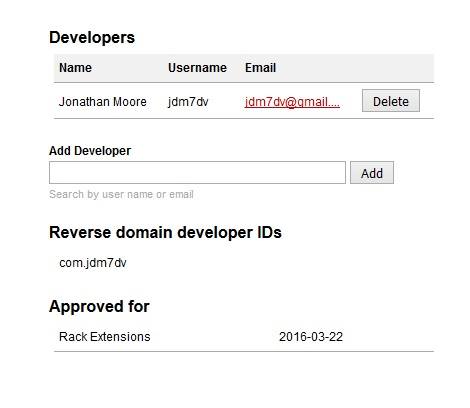 Developers
Name Username Email
Jonathan Moore jdm7dv jdm7dv@gmail.... Delete
Add Developer
Add
Search by user name or email
Reverse domain developer IDs
com.jdm7dv
Approved for
Rack Extensions 2016-03-22